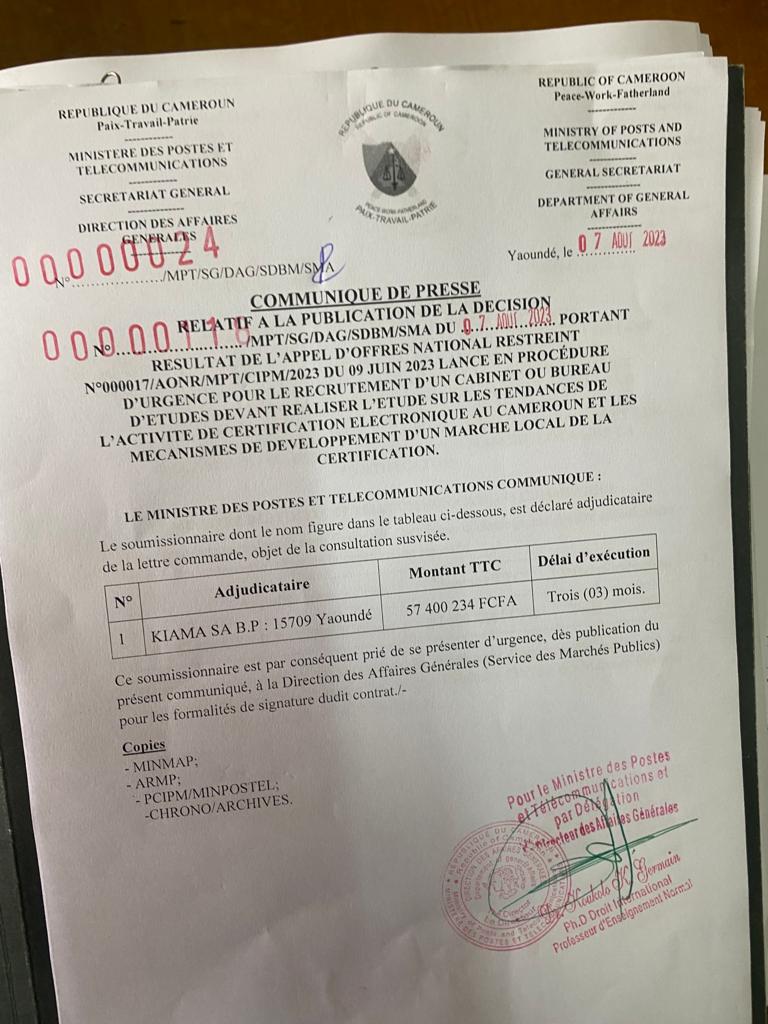 REPUBLIQUE DU CAMEROUN
Paix-Travail-Patrie
------------
MINISTERE DES POSTES ET
TELECOMMUNICATIONS
------------
SECRETARIAT GENERAL
------------
DIRECTION DES AFFAIRES
GENERALES
------------
00000024
N°..................../MPT/SG/DAG/SDBM/SMA
REPUBLIQUE DU CAMEROUN
REPUBLIC OF CAMEROON
PEACE-WORK-FATHERLAND
PAIX-TRAVAIL-PATRIE
REPUBLIC OF CAMEROON
Peace-Work-Fatherland
------------
MINISTRY OF POSTS AND
TELECOMMUNICATIONS
------------
GENERAL SECRETARIAT
------------
DEPARTMENT OF GENERAL
AFFAIRS
------------
Yaoundé, le 07 AOUT 2023
COMMUNIQUE DE PRESSE
RELATIF A LA PUBLICATION DE LA DECISION
N° 0000011 /MPT/SG/DAG/SDBM/SMA DU 07 AOUT 2023 PORTANT
RESULTAT DE L'APPEL D'OFFRES NATIONAL RESTREINT
N°000017/AONR/MPT/CIPM/2023 DU 09 JUIN 2023 LANCE EN PROCÉDURE
D'URGENCE POUR LE RECRUTEMENT D'UN CABINET OU BUREAU
D'ETUDES DEVANT REALISER L'ETUDE SUR LES TENDANCES DE
L'ACTIVITE DE CERTIFICATION ELECTRONIQUE AU CAMEROUN ET LES
MECANISMES DE DEVELOPPEMENT D'UN MARCHE LOCAL DE LA
CERTIFICATION.
LE MINISTRE DES POSTES ET TELECOMMUNICATIONS COMMUNIQUE :
Le soumissionnaire dont le nom figure dans le tableau ci-dessous, est déclaré adjudicataire
de la lettre commande, objet de la consultation susvisée.
N° Adjudicataire Montant TTC Délai d'exécution
1 KIAMA SA B.P : 15709 Yaoundé 57 400 234 FCFA Trois (03) mois.
Ce soumissionnaire est par conséquent prié de se présenter d'urgence, dès publication du
présent communiqué, à la Direction des Affaires Générales (Service des Marchés Publics)
pour les formalités de signature dudit contrat./-
Copies
- MINMAP;
- ARMP;
- PCIPM/MINPOSTEL;
-CHRONO/ARCHIVES.
Pour le Ministre des Postes
et Télécommunications et
par Délégation
Directeur des Affaires Générales
Germain
Ph.D Droit International
Professeur d'Enseignement Normal